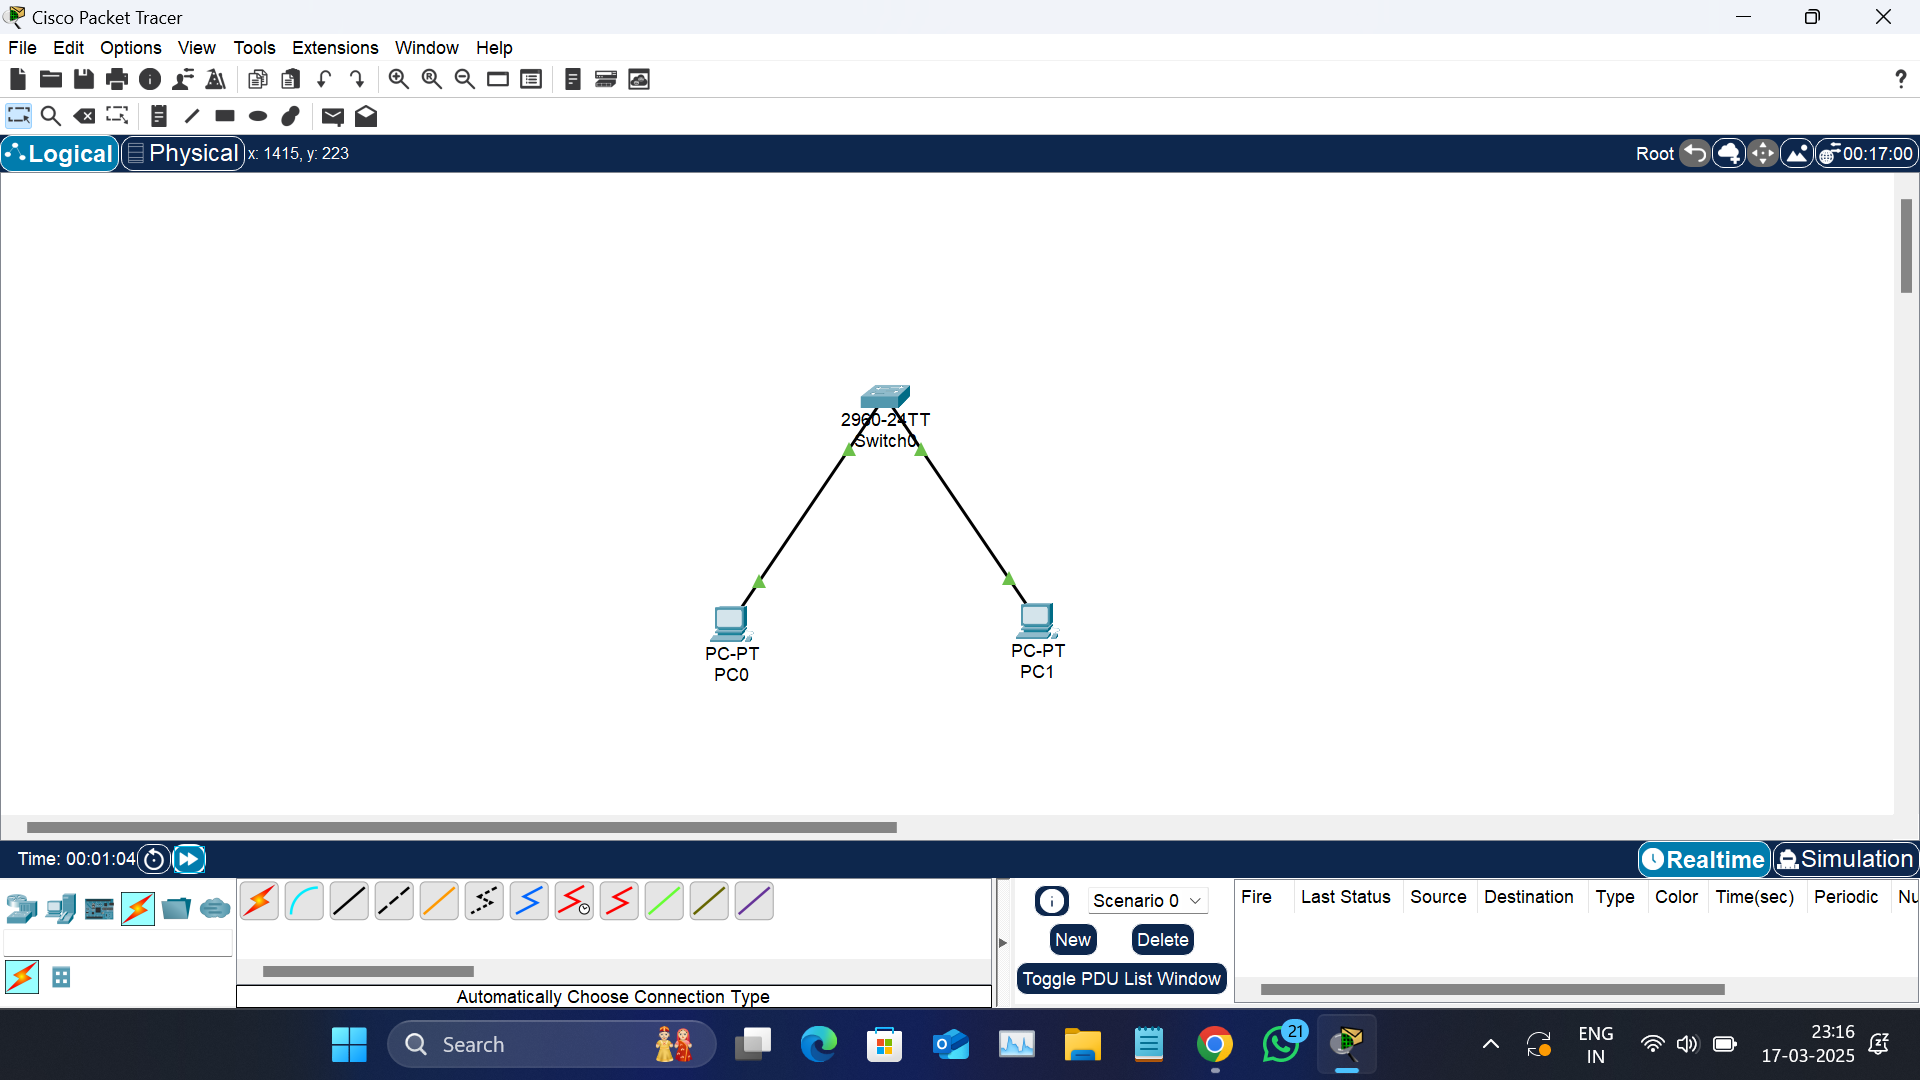 Cisco Packet Tracer
File Edit Options View Tools Extensions Window Help
?
Logical Physical x: 1415, y: 223 Root 00:17:00
2960-24TT
Switch0
PC-PT
PC0
PC-PT
PC1
Time: 00:01:04 Realtime Simulation
Scenario 0
New Delete
Toggle PDU List Window
Fire Last Status Source Destination Type Color Time(sec) Periodic Nu
Automatically Choose Connection Type
Search
21
ENG
IN
23:16
17-03-2025